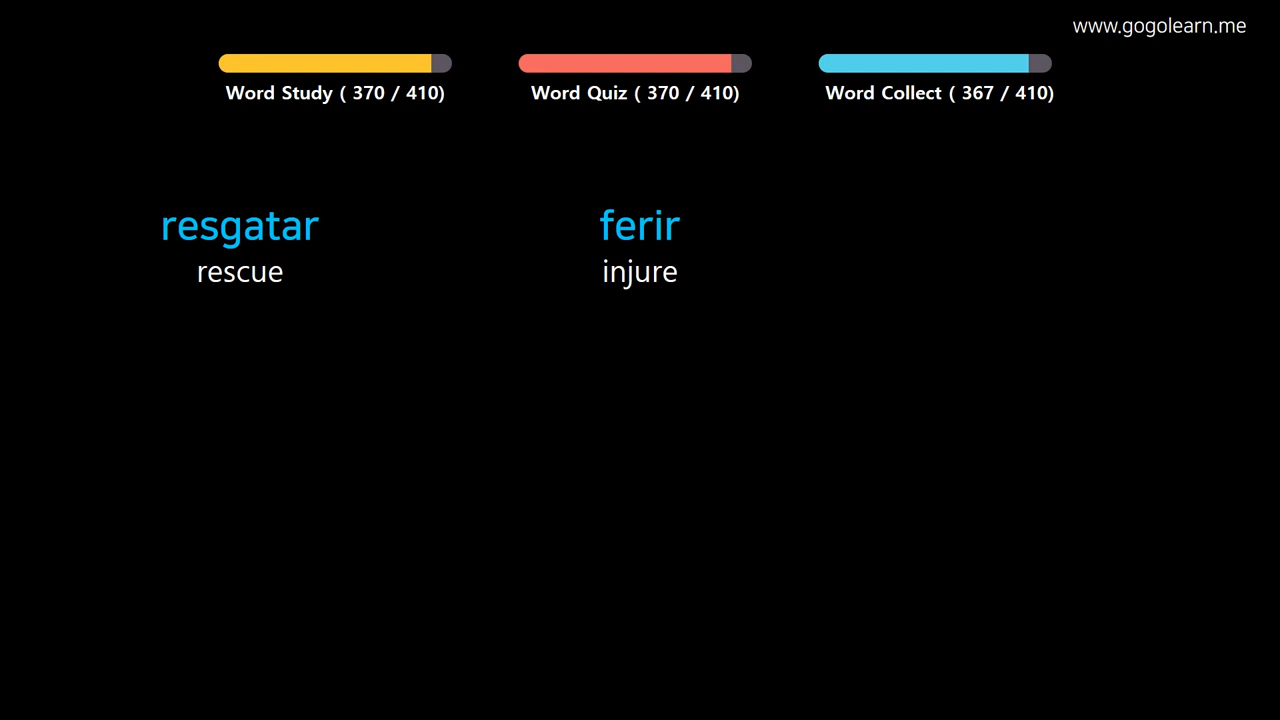 www.gogolearn.me
Word Study ( 370 / 410)
Word Quiz ( 370 / 410)
Word Collect ( 367 / 410)
resgatar
rescue
ferir
injure